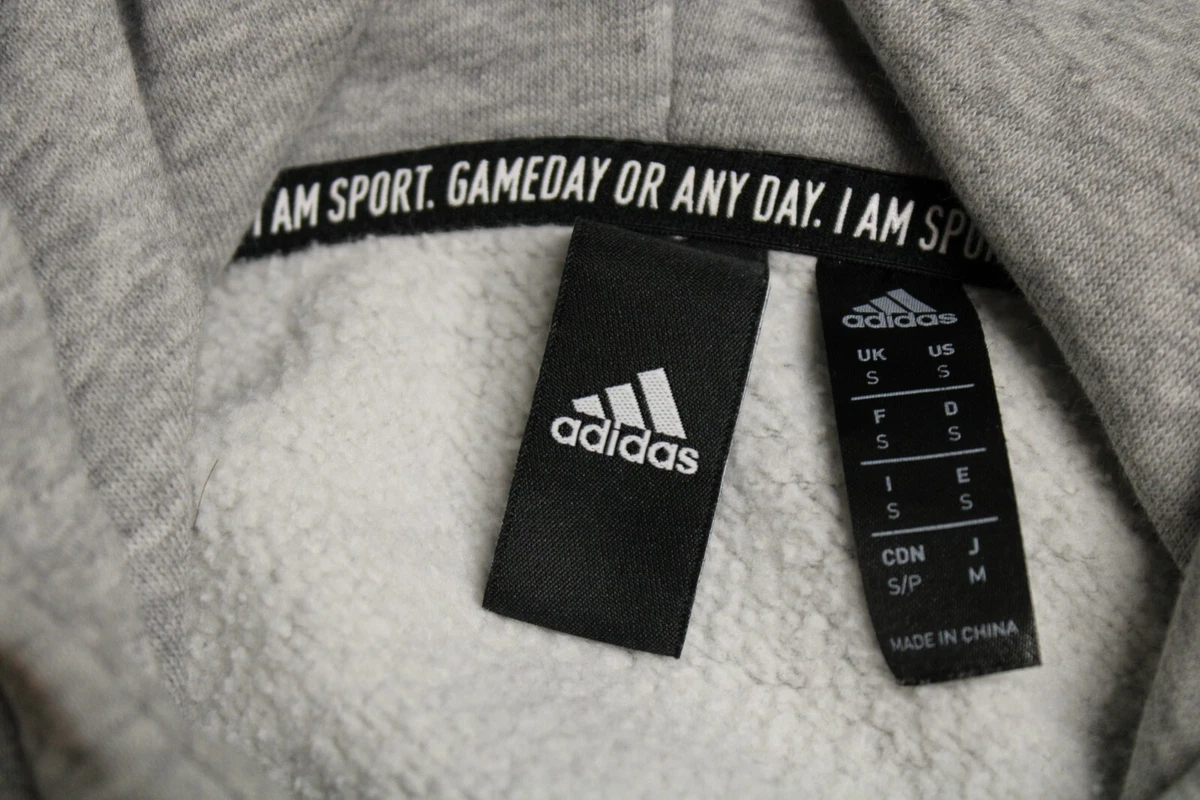 I AM SPORT. GAMEDAY OR ANY DAY. I AM
adidas
adidas
UK US
S S
F D
S S
I E
S S
CDN J
S/P M
MADE IN CHINA